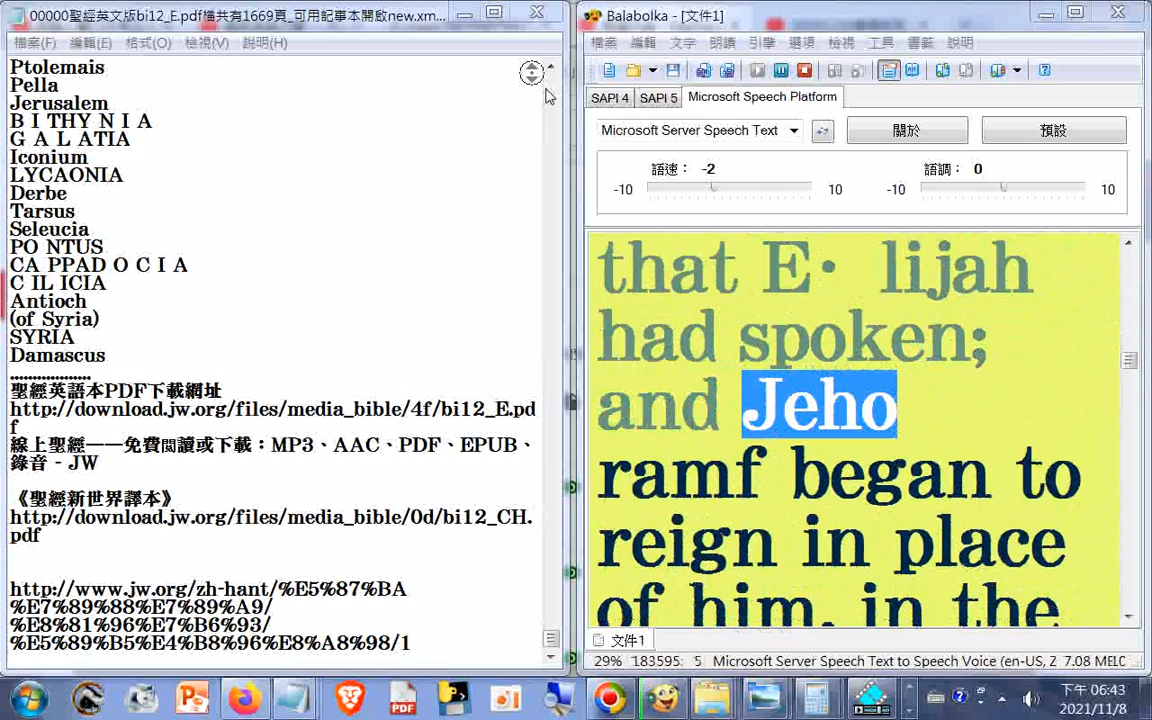 00000聖經英文版bi12_E.pdf檔共有1669頁_可用記事本開啟new.xm...
檔案(F) 編輯(E) 格式(O) 檢視(V) 說明(H)
Ptolemais
Pella
Jerusalem
B I THY N I A
G A L ATIA
Iconium
LYCAONIA
Derbe
Tarsus
Seleucia
PO NTUS
CA PPAD O C I A
C IL ICIA
Antioch
(of Syria)
SYRIA
Damascus
..................
聖經英語本PDF下載網址
http://download.jw.org/files/media_bible/4f/bi12_E.pd
f
線上聖經——免費閱讀或下載：MP3、AAC、PDF、EPUB、
錄音 - JW
《聖經新世界譯本》
http://download.jw.org/files/media_bible/0d/bi12_CH.
pdf
http://www.jw.org/zh-hant/%E5%87%BA
%E7%89%88%E7%89%A9/
%E8%81%96%E7%B6%93/
%E5%89%B5%E4%B8%96%E8%A8%98/1
Balabolka - [文件1]
檔案 編輯 文字 朗讀 引擎 選項 檢視 工具 書籤 說明
SAPI 4 SAPI 5 Microsoft Speech Platform
Microsoft Server Speech Text 關於 預設
語速： -2 語調： 0
-10 10 -10 10
that E· lijah
had spoken;
and Jeho
ramf began to
reign in place
of him, in the
文件1
29% 183595: 5 Microsoft Server Speech Text to Speech Voice (en-US, Z 7.08 MELC
下午 06:43
2021/11/8